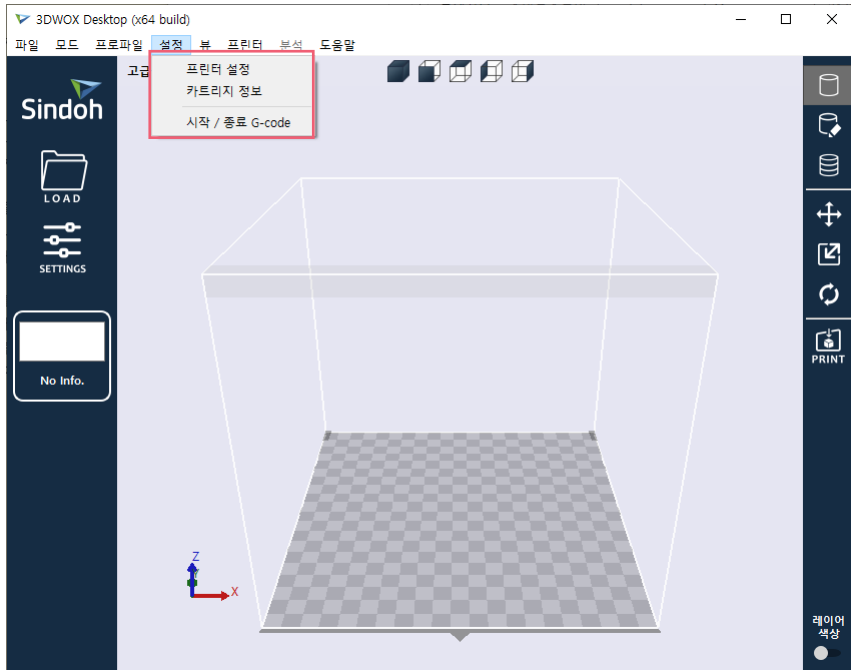 3DWOX Desktop (x64 build)
파일 모드 프로파일 설정 뷰 프린터 분석 도움말
고급
프린터 설정
카트리지 정보
시작 / 종료 G-code
Sindoh
LOAD
SETTINGS
No Info.
PRINT
Z
Y
X
레이어
색상